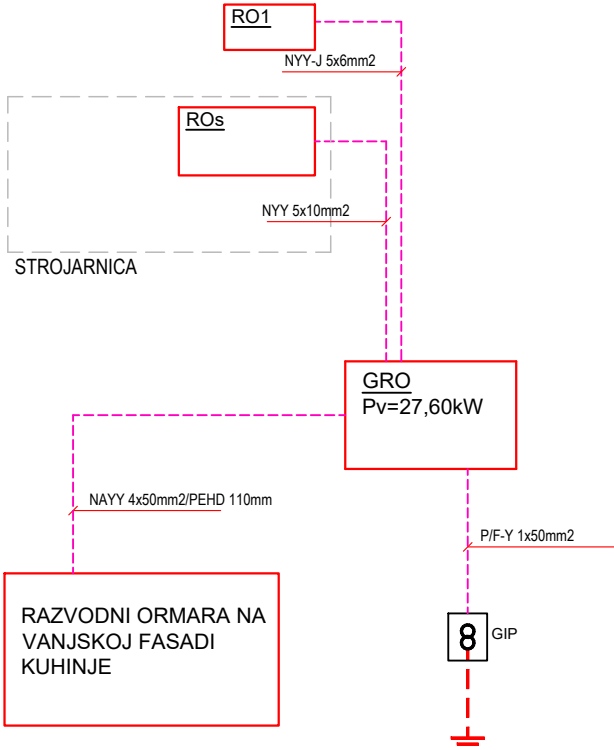 RO1
NYY-J 5x6mm2
ROs
NYY 5x10mm2
STROJARNICA
GRO
Pv=27,60kW
NAYY 4x50mm2/PEHD 110mm
P/F-Y 1x50mm2
RAZVODNI ORMARA NA
VANJSKOJ FASADI
KUHINJE
GIP